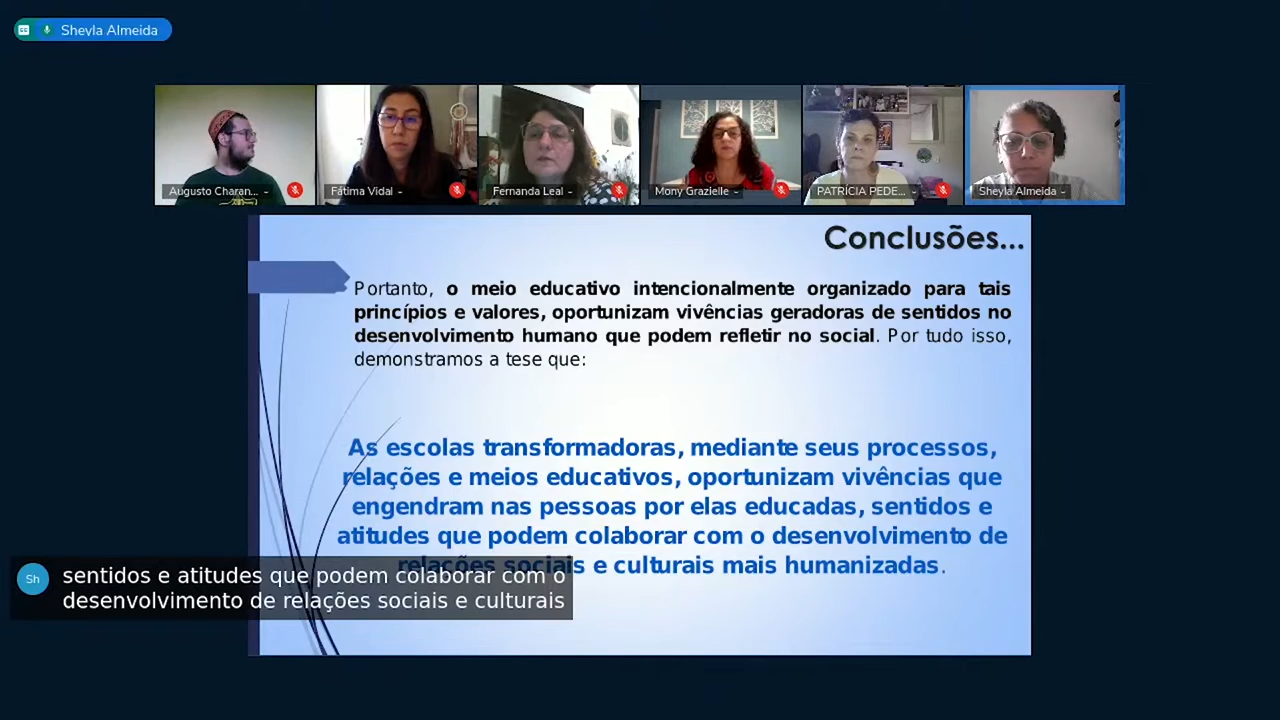 Sheyla Almeida
Augusto Charan...
Fátima Vidal
Fernanda Leal
Mony Grazielle
PATRÍCIA PEDE...
Sheyla Almeida
Conclusões...
Portanto, o meio educativo intencionalmente organizado para tais
princípios e valores, oportunizam vivências geradoras de sentidos no
desenvolvimento humano que podem refletir no social. Por tudo isso,
demonstramos a tese que:
As escolas transformadoras, mediante seus processos,
relações e meios educativos, oportunizam vivências que
engendram nas pessoas por elas educadas, sentidos e
atitudes que podem colaborar com o desenvolvimento de
relações sociais e culturais mais humanizadas.
Sh
sentidos e atitudes que podem colaborar com o
desenvolvimento de relações sociais e culturais